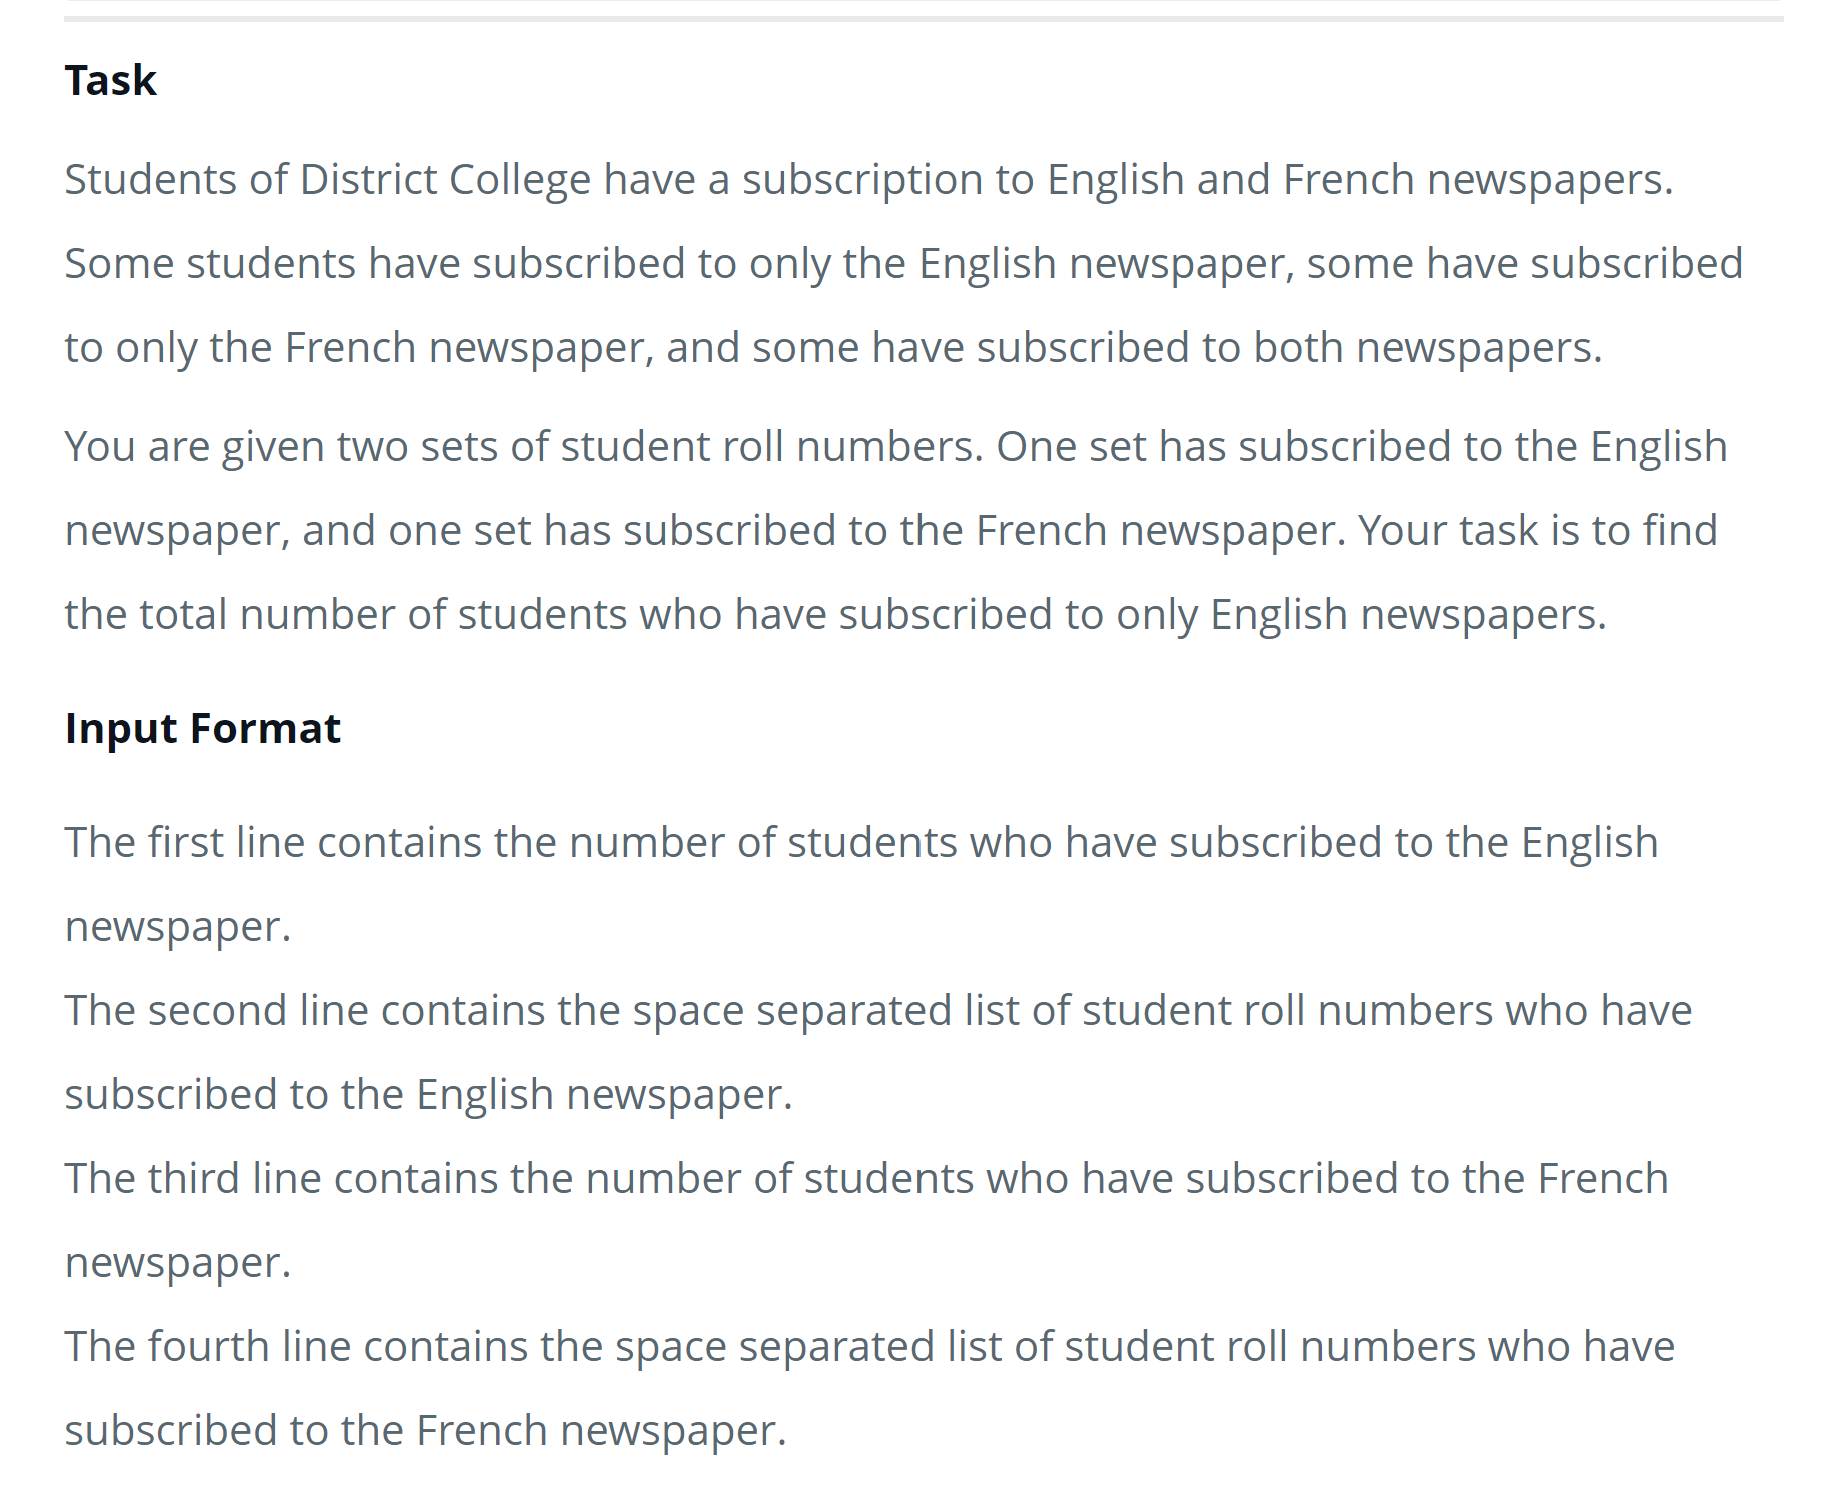 Task
Students of District College have a subscription to English and French newspapers.
Some students have subscribed to only the English newspaper, some have subscribed
to only the French newspaper, and some have subscribed to both newspapers.
You are given two sets of student roll numbers. One set has subscribed to the English
newspaper, and one set has subscribed to the French newspaper. Your task is to find
the total number of students who have subscribed to only English newspapers.
Input Format
The first line contains the number of students who have subscribed to the English
newspaper.
The second line contains the space separated list of student roll numbers who have
subscribed to the English newspaper.
The third line contains the number of students who have subscribed to the French
newspaper.
The fourth line contains the space separated list of student roll numbers who have
subscribed to the French newspaper.